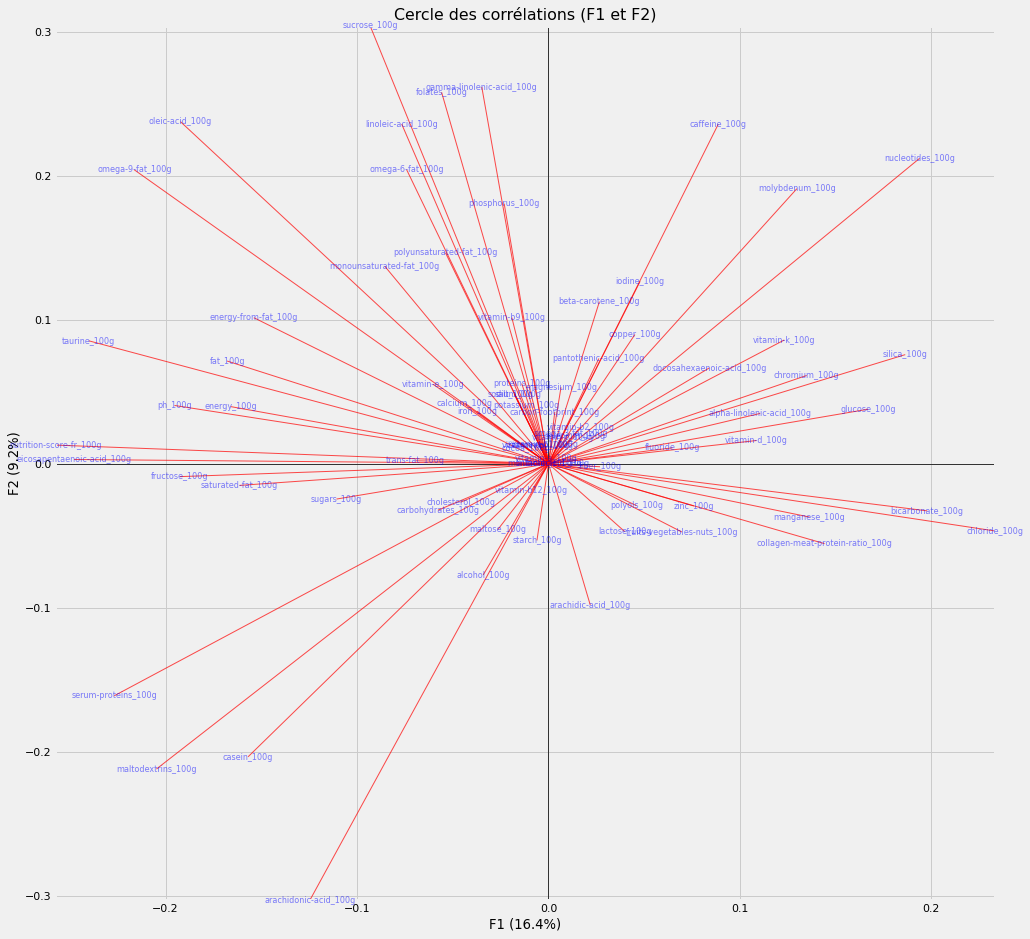 Cercle des corrélations (F1 et F2)
sucrose_100g
0.3
gamma-linolenic-acid_100g
folates_100g
oleic-acid_100g
linoleic-acid_100g
caffeine_100g
nucleotides_100g
omega-9-fat_100g
omega-6-fat_100g
0.2
molybdenum_100g
phosphorus_100g
polyunsaturated-fat_100g
monounsaturated-fat_100g
iodine_100g
beta-carotene_100g
energy-from-fat_100g
vitamin-b9_100g
0.1
copper_100g
taurine_100g
vitamin-k_100g
silica_100g
fat_100g
pantothenic-acid_100g
docosahexaenoic-acid_100g
chromium_100g
vitamin-e_100g
proteins_100g
magnesium_100g
ph_100g
energy_100g
calcium_100g
potassium_100g
iron_100g
carbon-footprint_100g
alpha-linolenic-acid_100g
glucose_100g
vitamin-b2_100g
nutrition-score-fr_100g
fluoride_100g
vitamin-d_100g
eicosapentaenoic-acid_100g
trans-fat_100g
0.0
fructose_100g
saturated-fat_100g
vitamin-b12_100g
sugars_100g
cholesterol_100g
carbohydrates_100g
polyols_100g
zinc_100g
bicarbonate_100g
manganese_100g
maltose_100g
lactose_100g
fruits-vegetables-nuts_100g
chloride_100g
starch_100g
collagen-meat-protein-ratio_100g
alcohol_100g
arachidic-acid_100g
−0.1
serum-proteins_100g
−0.2
casein_100g
maltodextrins_100g
−0.3
arachidonic-acid_100g
−0.2
−0.1
0.0
0.1
0.2
F1 (16.4%)
F2 (9.2%)